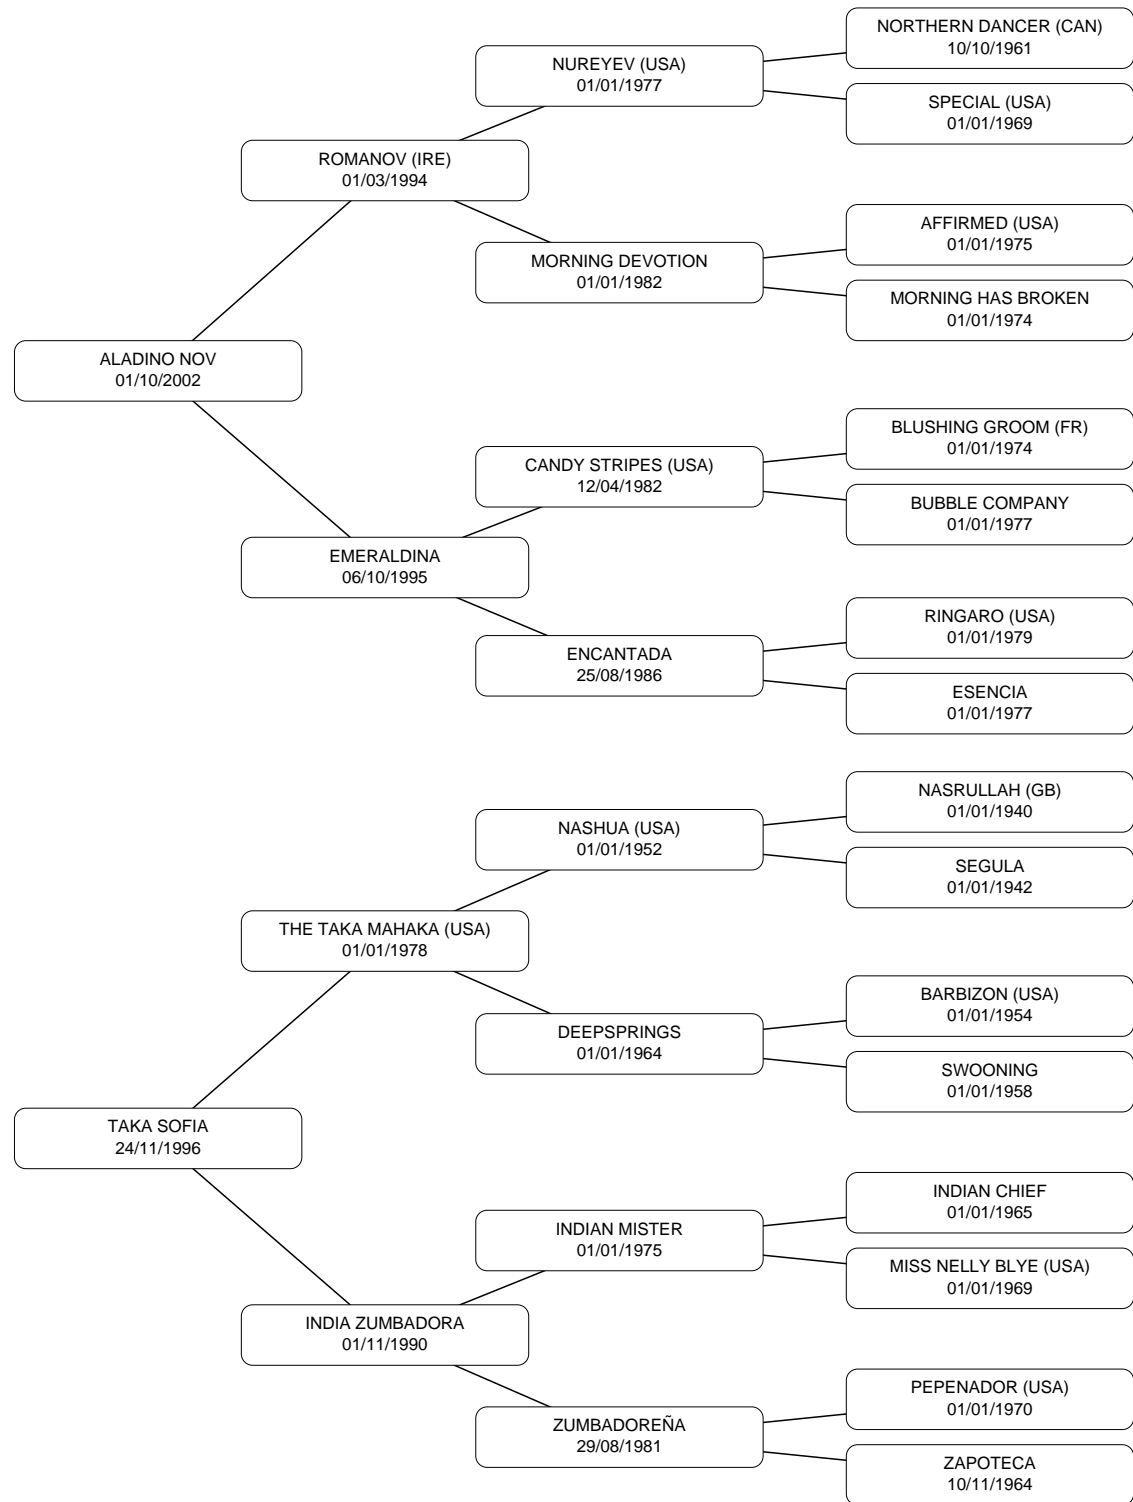 NORTHERN DANCER (CAN)
10/10/1961
NUREYEV (USA)
01/01/1977
SPECIAL (USA)
01/01/1969
ROMANOV (IRE)
01/03/1994
AFFIRMED (USA)
01/01/1975
MORNING DEVOTION
01/01/1982
MORNING HAS BROKEN
01/01/1974
ALADINO NOV
01/10/2002
BLUSHING GROOM (FR)
01/01/1974
CANDY STRIPES (USA)
12/04/1982
BUBBLE COMPANY
01/01/1977
EMERALDINA
06/10/1995
RINGARO (USA)
01/01/1979
ENCANTADA
25/08/1986
ESENCIA
01/01/1977
NASRULLAH (GB)
01/01/1940
NASHUA (USA)
01/01/1952
SEGULA
01/01/1942
THE TAKA MAHAKA (USA)
01/01/1978
BARBIZON (USA)
01/01/1954
DEEPSPRINGS
01/01/1964
SWOONING
01/01/1958
TAKA SOFIA
24/11/1996
INDIAN CHIEF
01/01/1965
INDIAN MISTER
01/01/1975
MISS NELLY BLYE (USA)
01/01/1969
INDIA ZUMBADORA
01/11/1990
PEPENADOR (USA)
01/01/1970
ZUMBADOREÑA
29/08/1981
ZAPOTECA
10/11/1964